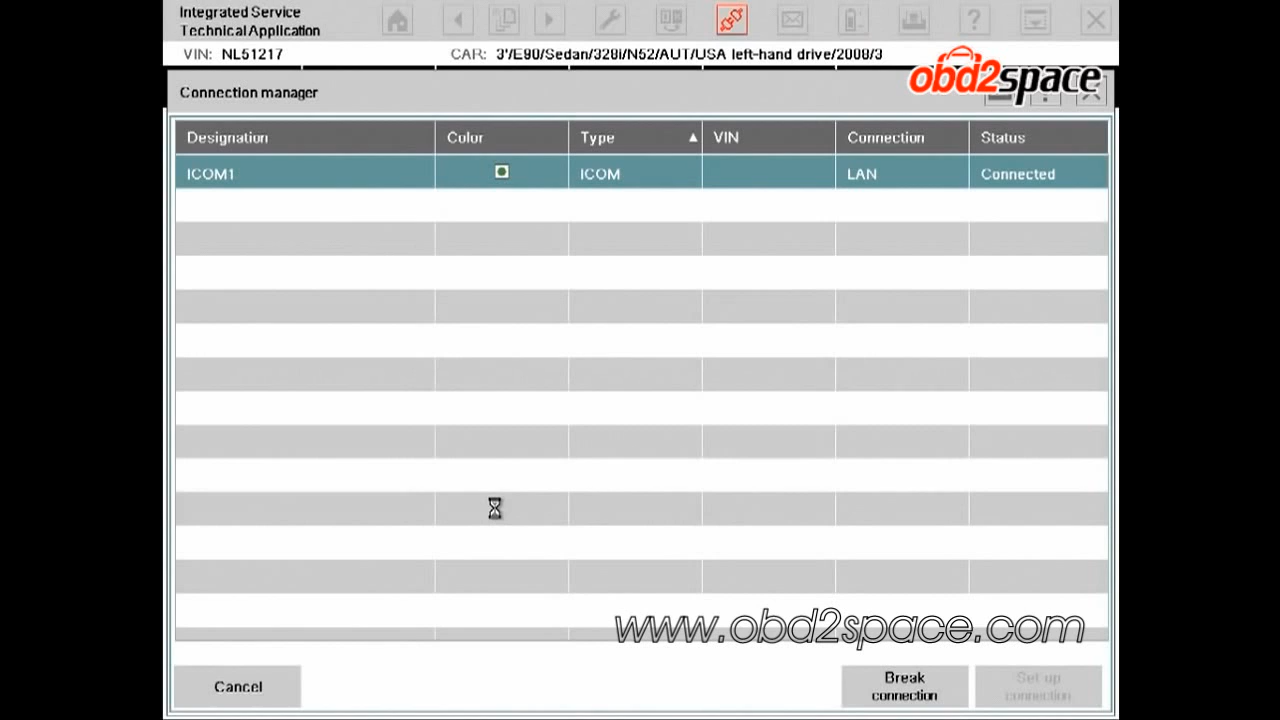 Integrated Service
Technical Application
VIN: NL51217
CAR: 3'/E90/Sedan/328i/N52/AUT/USA left-hand drive/2008/3
obd2space
Connection manager
Designation
Color
Type
VIN
Connection
Status
ICOM1
ICOM
LAN
Connected
www.obd2space.com
Cancel
Break
connection
Set up
connection